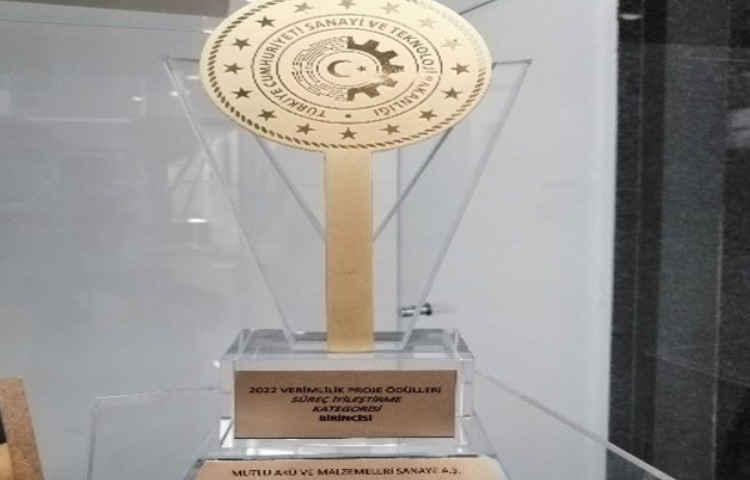 TÜRKİYE CUMHURİYETİ SANAYİ VE TEKNOLOJİ BAKANLIĞI
2022 VERİMLİLİK PROJE ÖDÜLLERİ
SÜREÇ İYİLEŞTİRME
KATEGORİSİ
BİRİNCİSİ
MUTLU AKÜ VE MALZEMELERİ SANAYİ A.Ş.